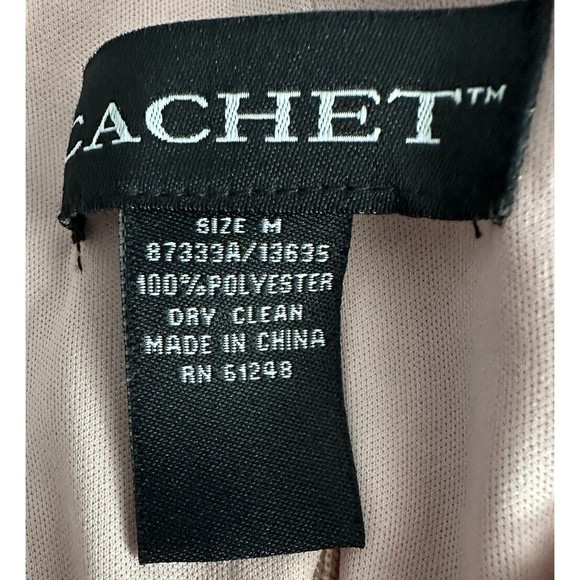 CACHET™
SIZE M
87333A/13635
100%POLYESTER
DRY CLEAN
MADE IN CHINA
RN 61248